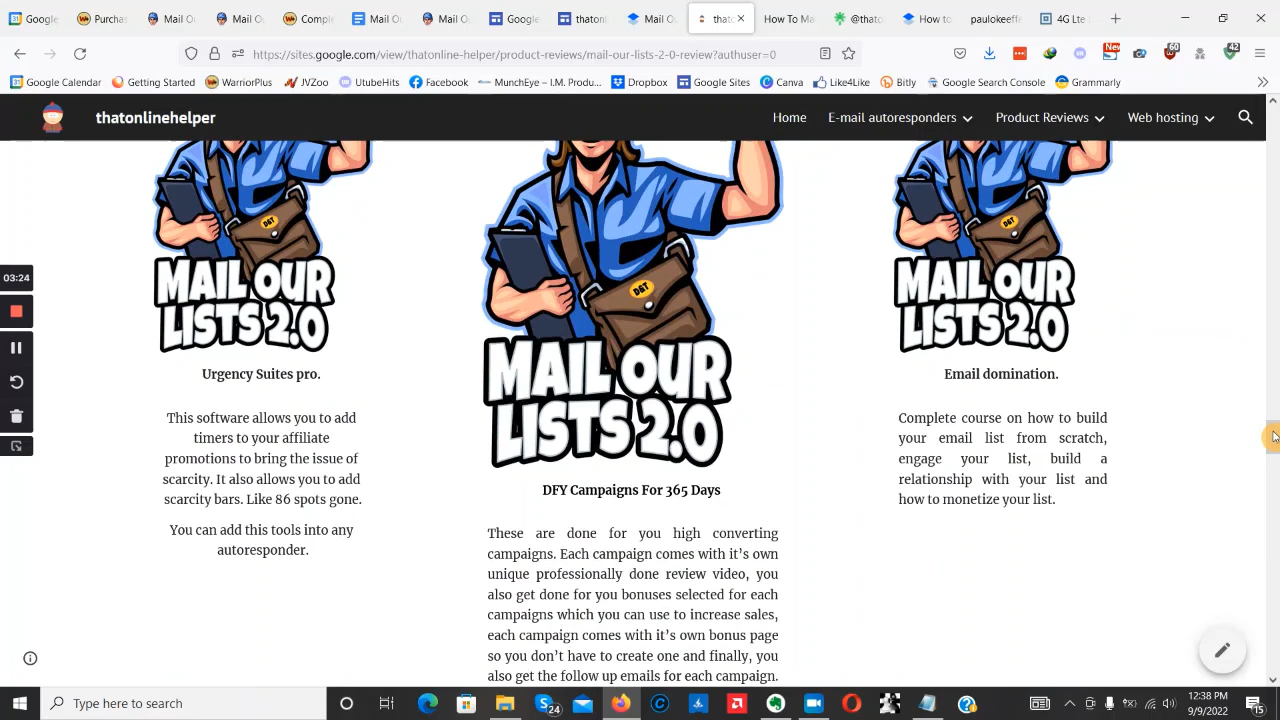 Purcha
Comple
Mail O
Mail O
Google
thatonl
Mail O
that
How To Ma
@thato
How to
paulokeeffe
4G Lte
https://sites.google.com/view/thatonline-helper/product-reviews/mail-our-lists-2-0-review?authuser=0
New
60
42
Google Calendar
Getting Started
WarriorPlus
JVZoo
UtubeHits
Facebook
MunchEye – I.M. Produ...
Dropbox
Google Sites
Canva
Like4Like
Bitly
Google Search Console
Grammarly
thatonlinehelper
Home
E-mail autoresponders
Product Reviews
Web hosting
03:24
D&T
MAIL OUR
LISTS 2.0
Urgency Suites pro.
This software allows you to add
timers to your affiliate
promotions to bring the issue of
scarcity. It also allows you to add
scarcity bars. Like 86 spots gone.
You can add this tools into any
autoresponder.
D&T
MAIL OUR
LISTS 2.0
DFY Campaigns For 365 Days
These are done for you high converting
campaigns. Each campaign comes with it's own
unique professionally done review video, you
also get done for you bonuses selected for each
campaigns which you can use to increase sales,
each campaign comes with it's own bonus page
so you don't have to create one and finally, you
also get the follow up emails for each campaign.
D&T
MAIL OUR
LISTS 2.0
Email domination.
Complete course on how to build
your email list from scratch,
engage your list, build a
relationship with your list and
how to monetize your list.
Type here to search
24
12:38 PM
9/9/2022
15